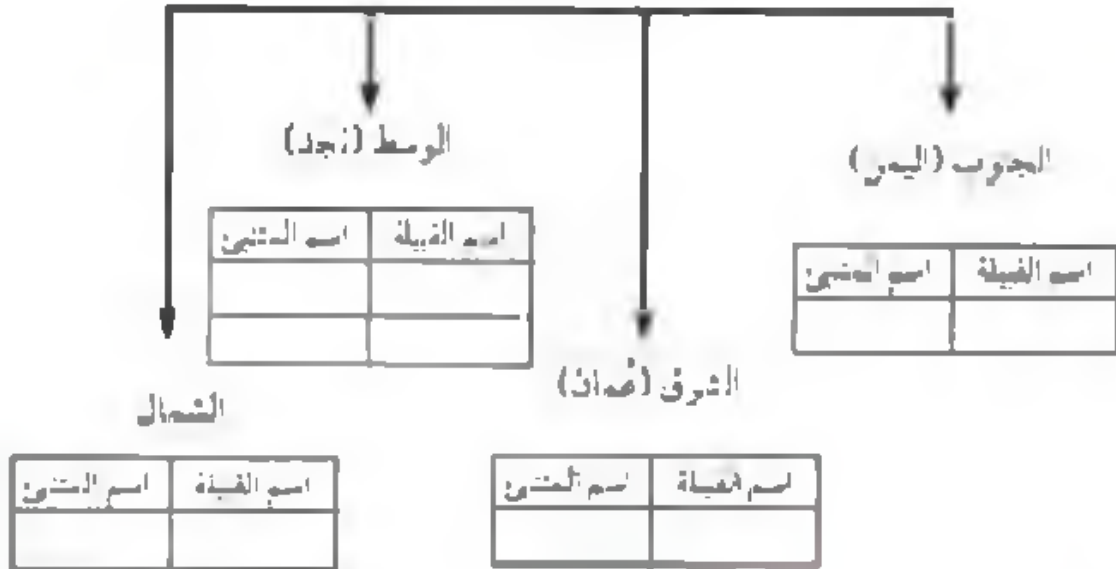 الوسط (نجد)
الجنوب (اليمن)
اسم القبيلة اسم المتنبئ
اسم القبيلة اسم المتنبئ
الشرق (عُمان)
الشمال
اسم القبيلة اسم المتنبئ
اسم القبيلة اسم المتنبئ